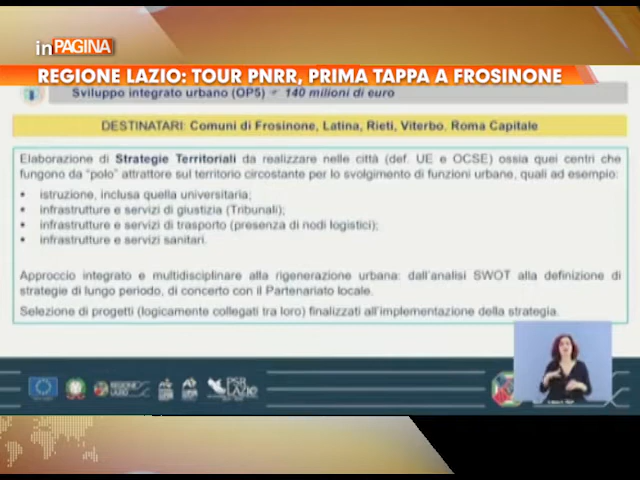 inPAGINA
REGIONE LAZIO: TOUR PNRR, PRIMA TAPPA A FROSINONE
Sviluppo integrato urbano (OP5) 140 milioni di euro
DESTINATARI: Comuni di Frosinone, Latina, Rieti, Viterbo, Roma Capitale
Elaborazione di Strategie Territoriali da realizzare nelle città (def. UE e OCSE) ossia quei centri che
fungono da “polo” attrattore sul territorio circostante per lo svolgimento di funzioni urbane, quali ad esempio:
• istruzione, inclusa quella universitaria;
• infrastrutture e servizi di giustizia (Tribunali);
• infrastrutture e servizi di trasporto (presenza di nodi logistici);
• infrastrutture e servizi sanitari.
Approccio integrato e multidisciplinare alla rigenerazione urbana: dall’analisi SWOT alla definizione di
strategie di lungo periodo, di concerto con il Partenariato locale.
Selezione di progetti (logicamente collegati tra loro) finalizzati all’implementazione della strategia.
REGIONE
LAZIO
PSR
LAZIO